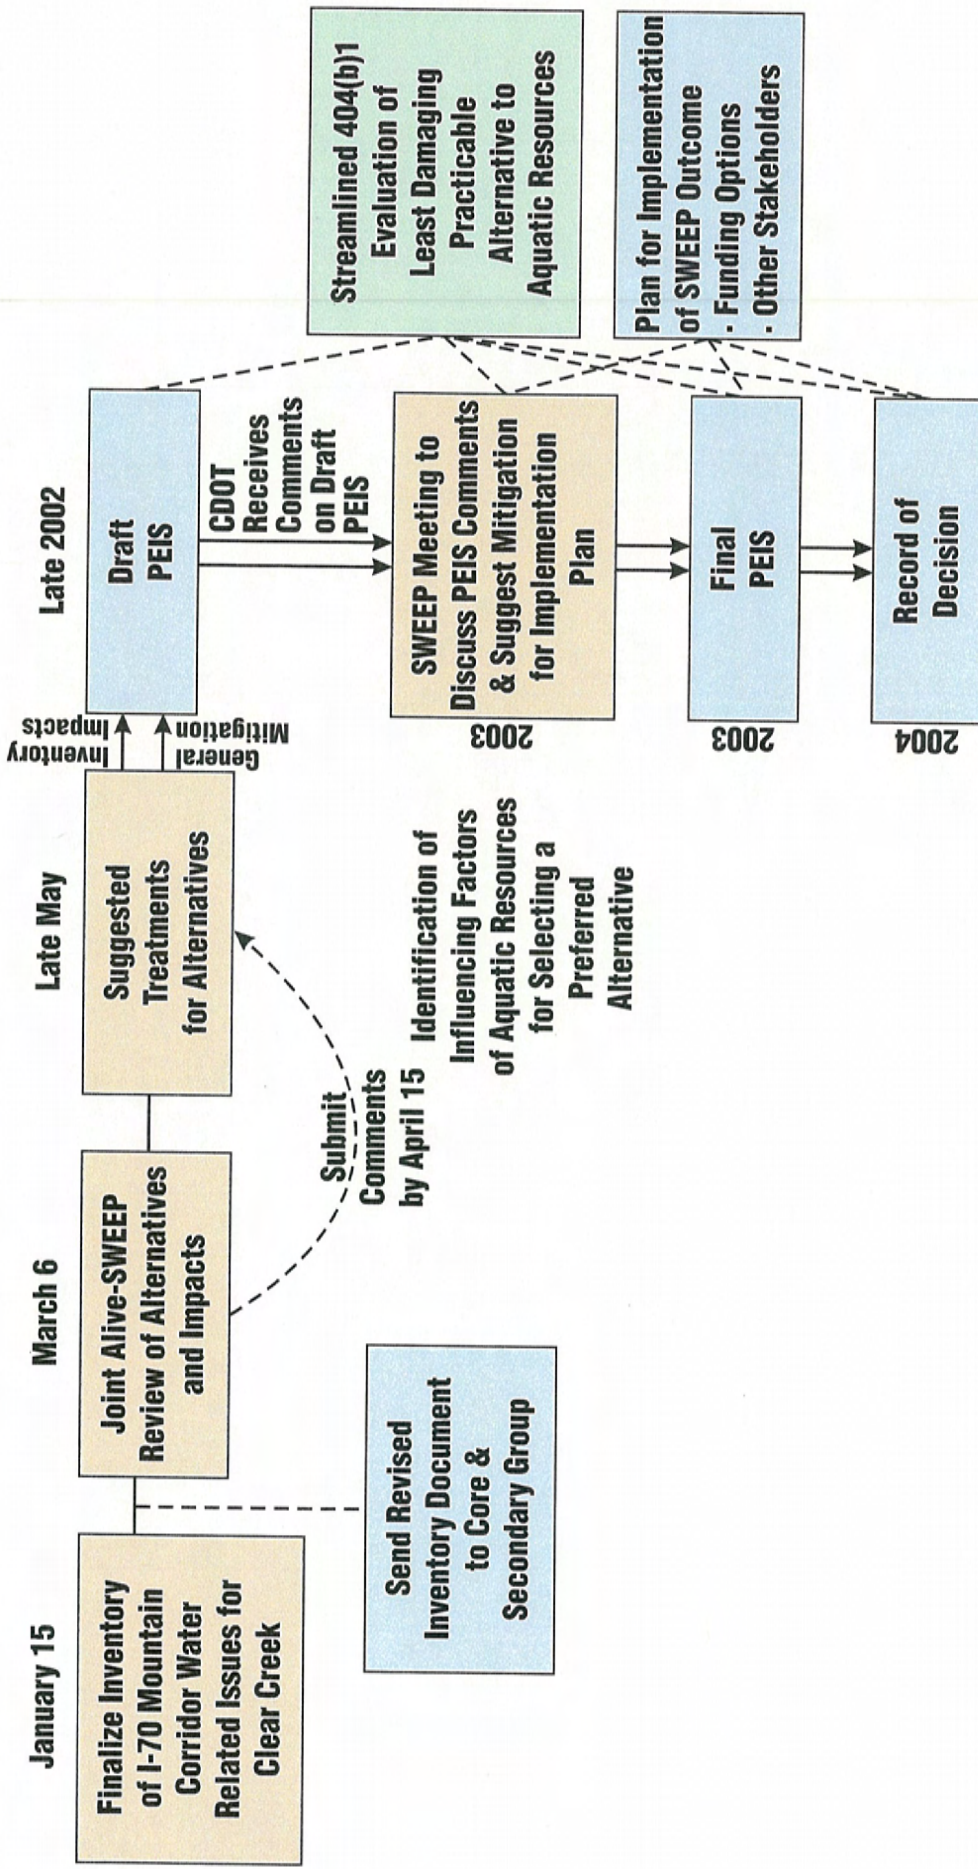 January 15
Finalize Inventory
of I-70 Mountain
Corridor Water
Related Issues for
Clear Creek
March 6
Joint Alive-SWEEP
Review of Alternatives
and Impacts
Send Revised
Inventory Document
to Core &
Secondary Group
Submit
Comments
by April 15
Late May
Suggested
Treatments
for Alternatives
Identification of
Influencing Factors
of Aquatic Resources
for Selecting a
Preferred
Alternative
Inventory
Impacts
General
Mitigation
Late 2002
Draft
PEIS
CDOT
Receives
Comments
on Draft
PEIS
2003
SWEEP Meeting to
Discuss PEIS Comments
& Suggest Mitigation
for Implementation
Plan
2003
Final
PEIS
2004
Record of
Decision
Streamlined 404(b)1
Evaluation of
Least Damaging
Practicable
Alternative to
Aquatic Resources
Plan for Implementation
of SWEEP Outcome
· Funding Options
· Other Stakeholders